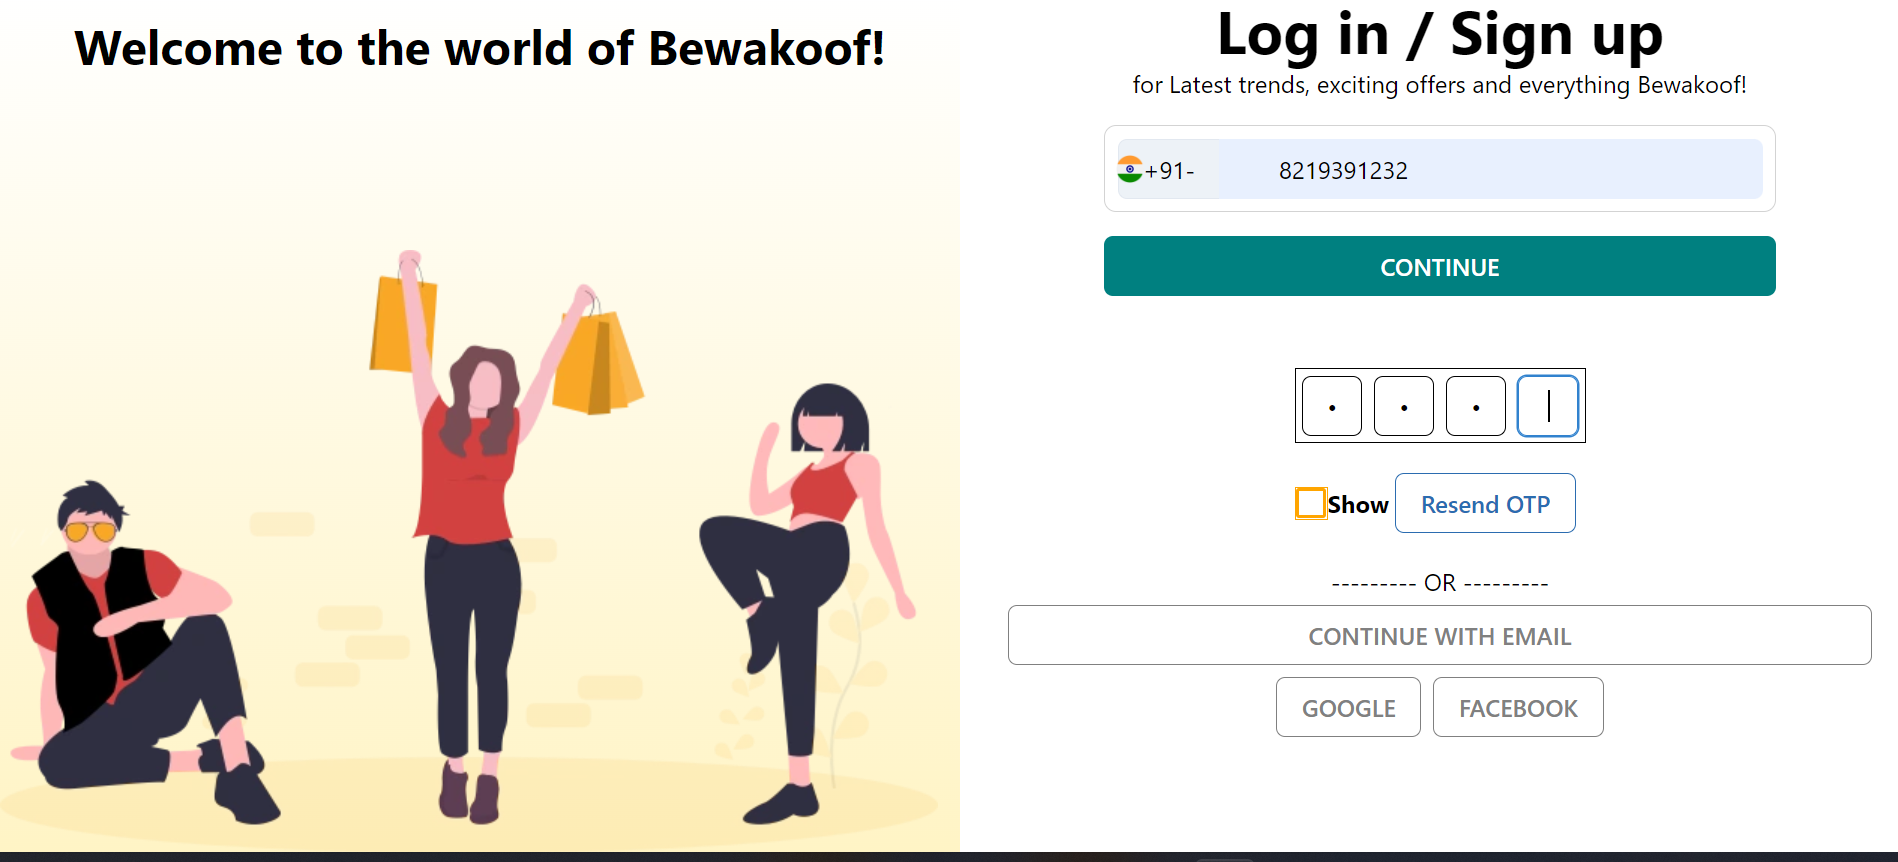 Welcome to the world of Bewakoof!
Log in / Sign up
for Latest trends, exciting offers and everything Bewakoof!
+91- 8219391232
CONTINUE
Show Resend OTP
--------- OR ---------
CONTINUE WITH EMAIL
GOOGLE FACEBOOK